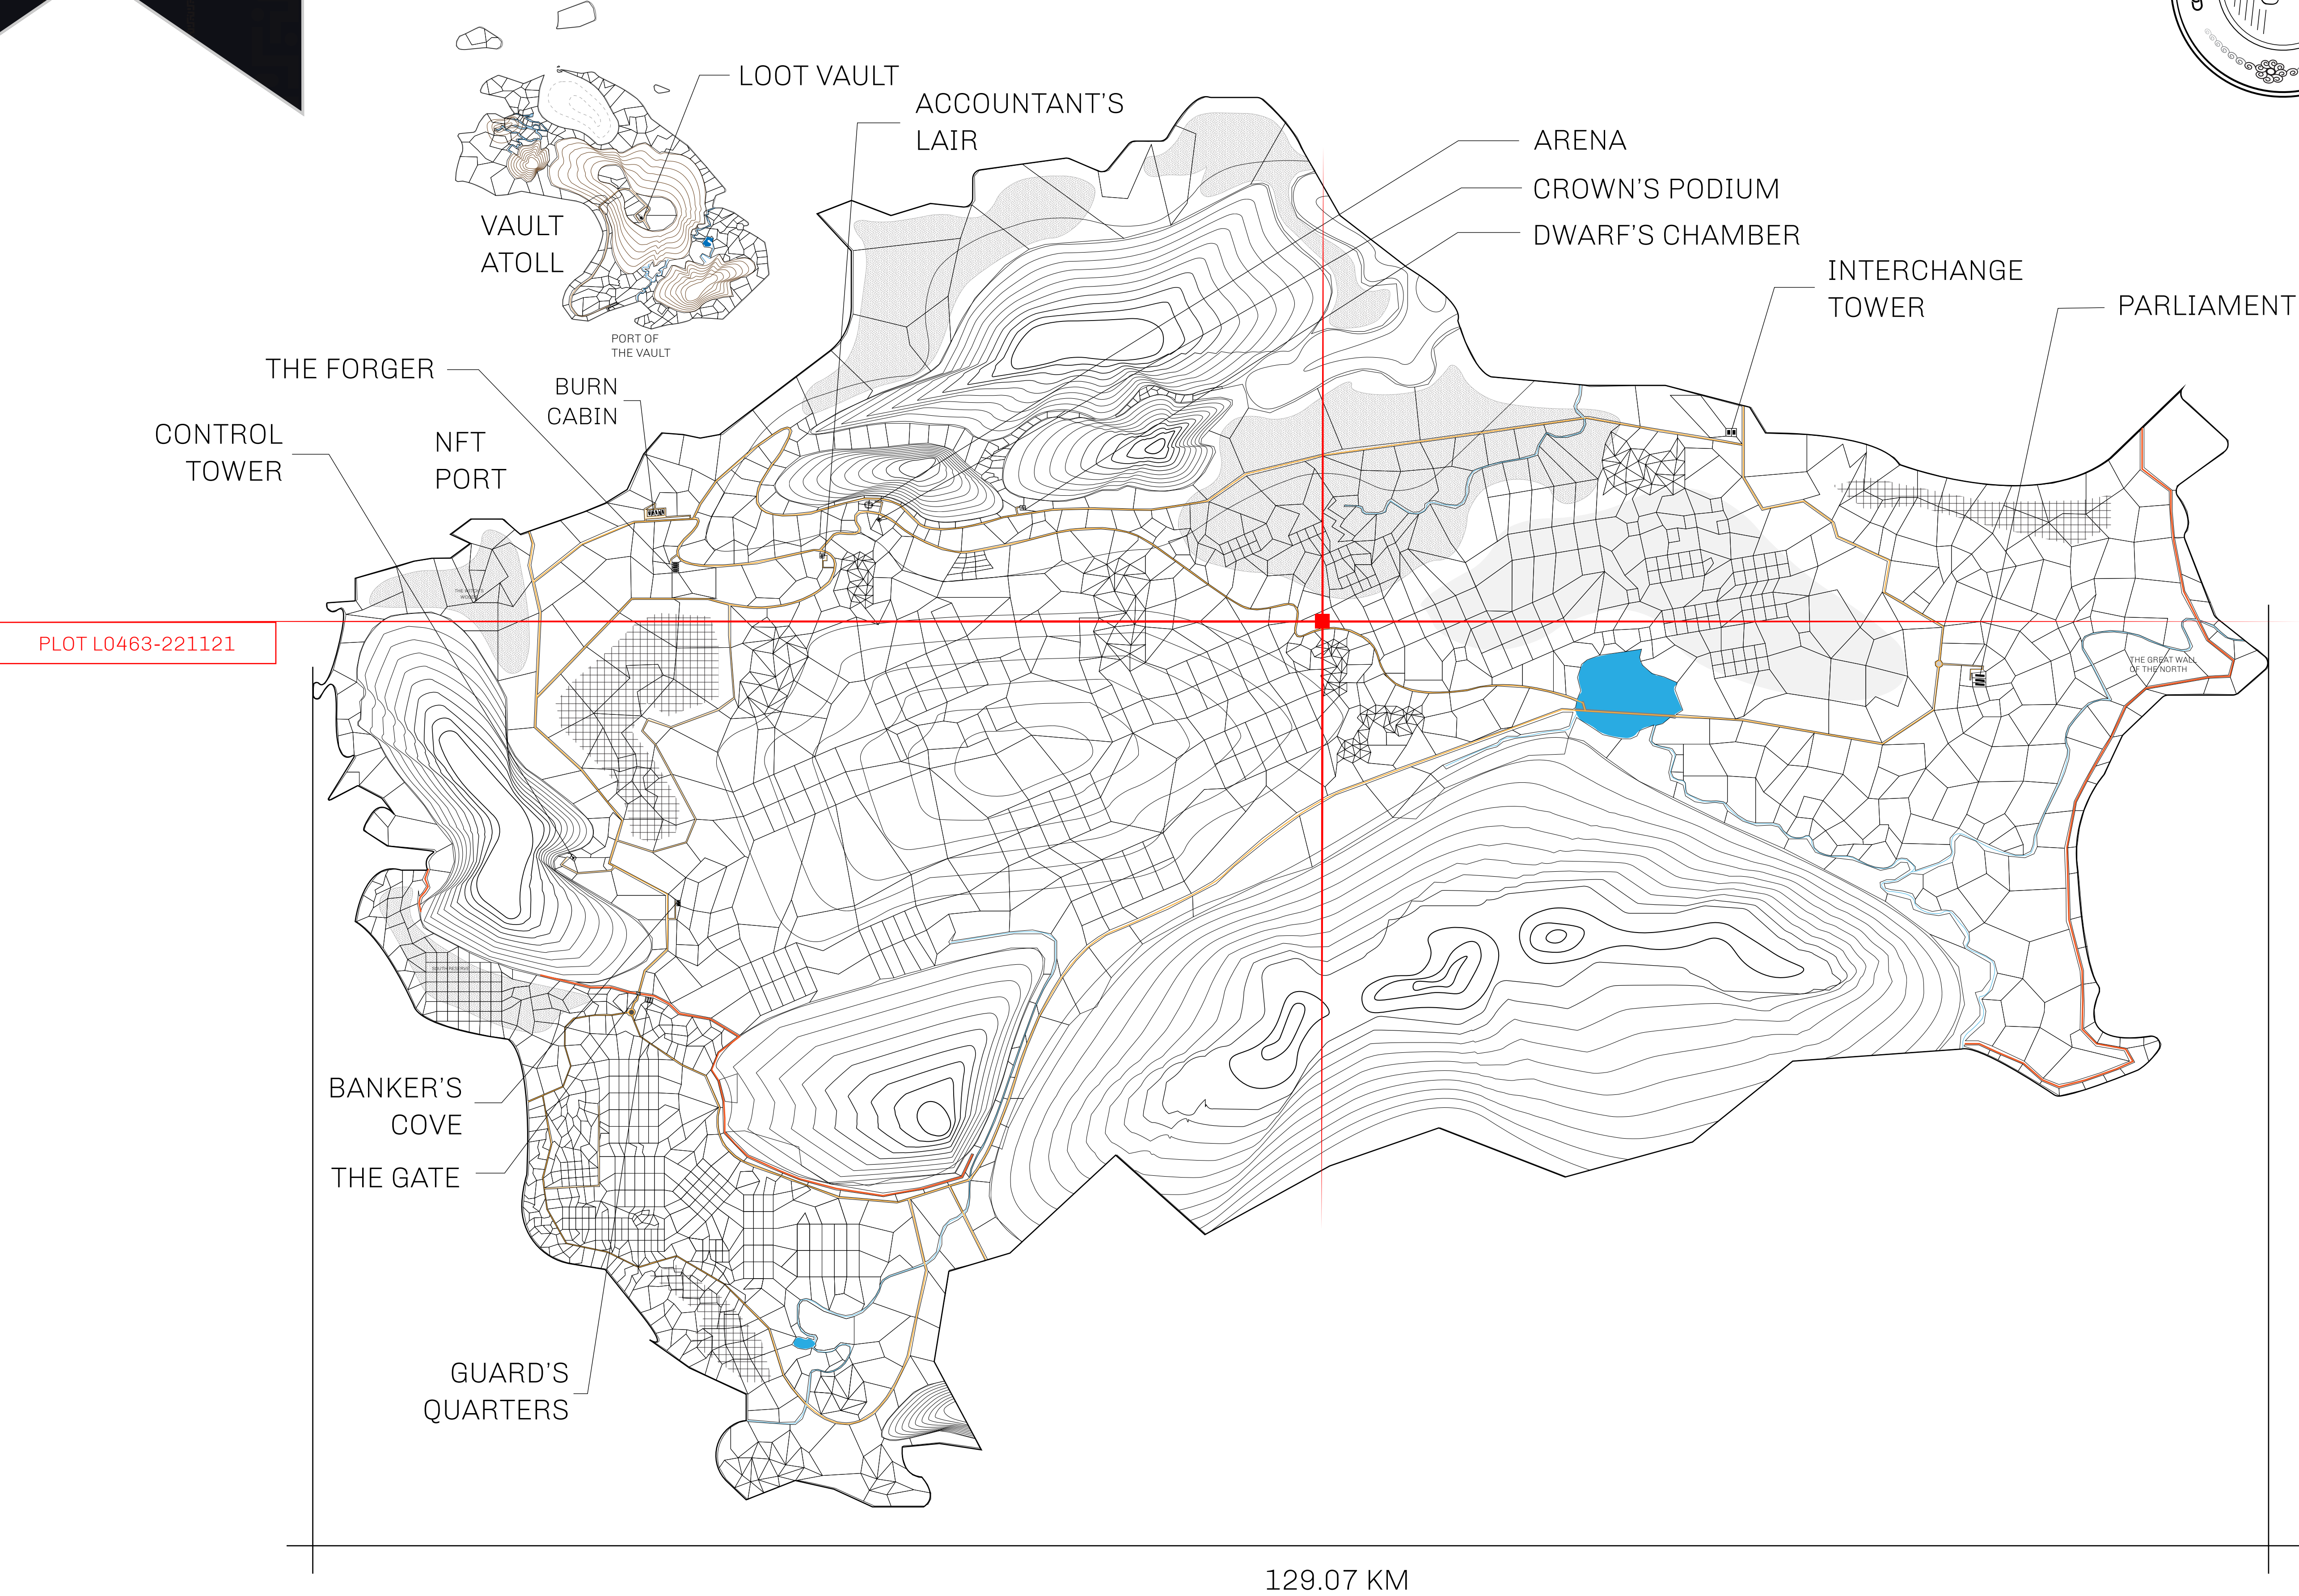 LOOT VAULT
ACCOUNTANT'S
LAIR
ARENA
CROWN'S PODIUM
DWARF'S CHAMBER
INTERCHANGE
TOWER
PARLIAMENT
VAULT
ATOLL
PORT OF
THE VAULT
THE FORGER
BURN
CABIN
CONTROL
TOWER
NFT
PORT
PLOT L0463-221121
THE GREAT WALL
OF THE NORTH
SOUTH RESERVE
BANKER'S
COVE
THE GATE
GUARD'S
QUARTERS
129.07 KM